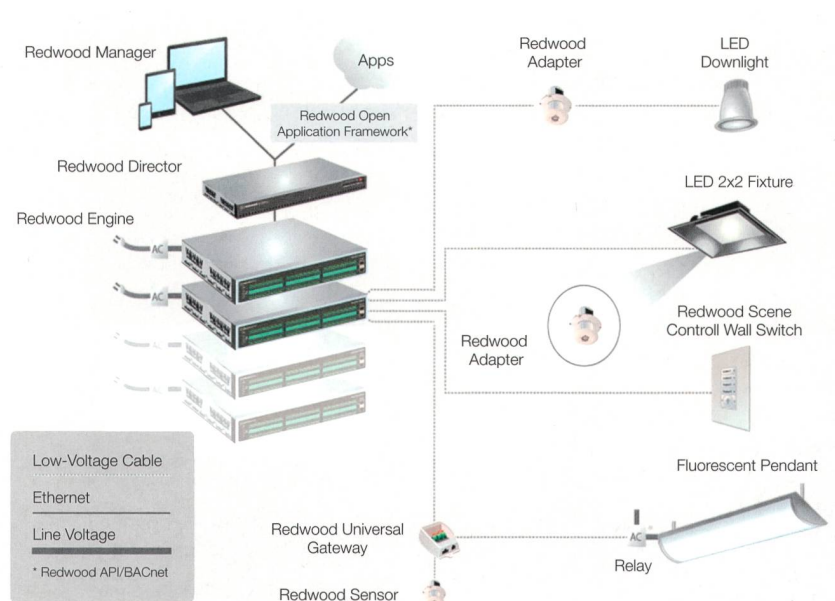 Redwood Manager
Apps
Redwood Open
Application Framework*
Redwood Director
Redwood Engine
AC
AC
Redwood
Adapter
LED
Downlight
LED 2x2 Fixture
Redwood
Adapter
Redwood Scene
Controll Wall Switch
Fluorescent Pendant
Redwood Universal
Gateway
AC
Relay
Redwood Sensor
Low-Voltage Cable
Ethernet
Line Voltage
* Redwood API/BACnet